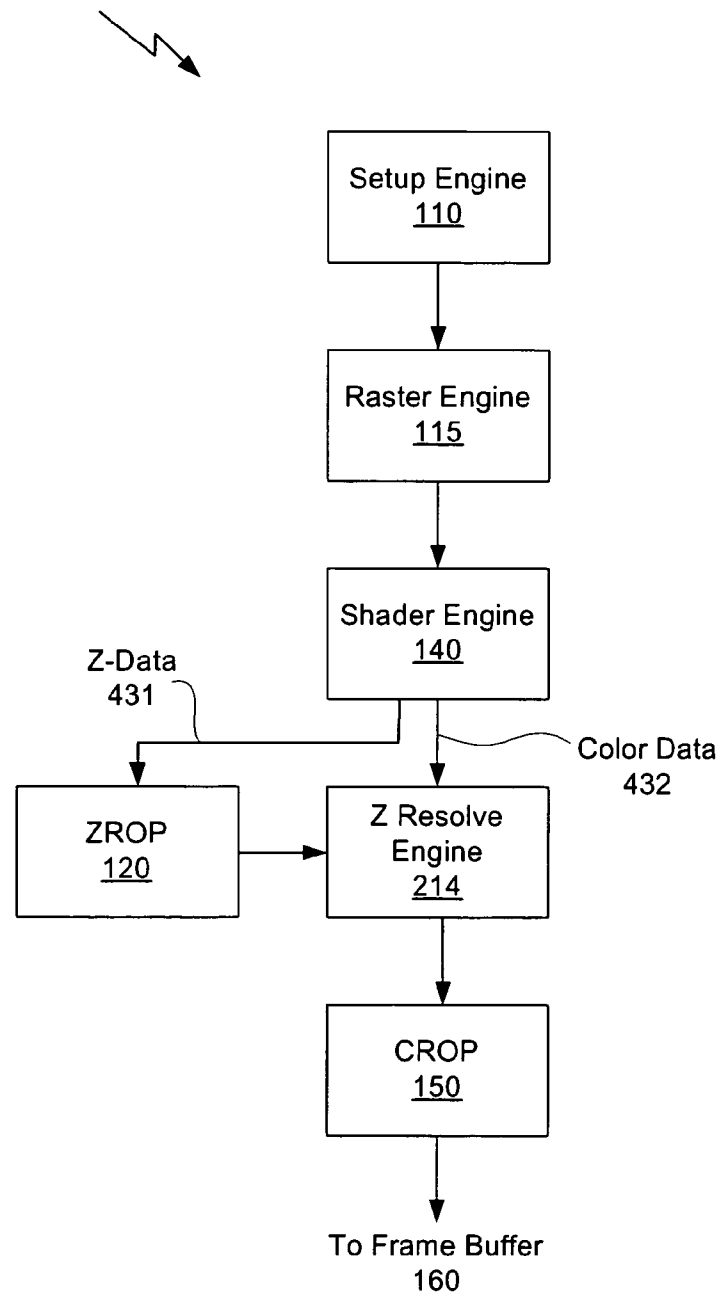 Setup Engine
110
Raster Engine
115
Shader Engine
140
Z-Data
431
Color Data
432
ZROP
120
Z Resolve
Engine
214
CROP
150
To Frame Buffer
160